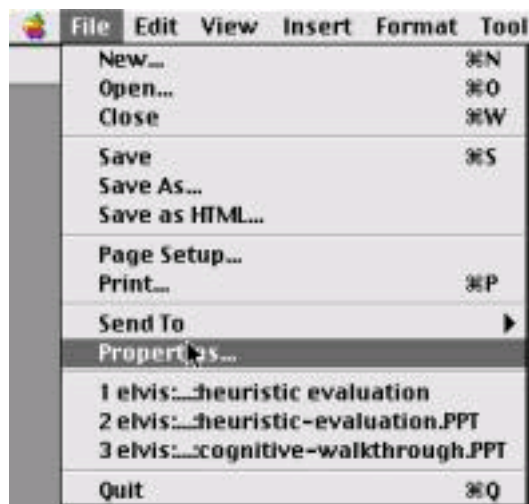 File Edit View Insert Format Tool
New... ⌘N
Open... ⌘O
Close ⌘W
Save ⌘S
Save As...
Save as HTML...
Page Setup...
Print... ⌘P
Send To
Properties...
1 elvis:...:heuristic evaluation
2 elvis:...:heuristic-evaluation.PPT
3 elvis:...:cognitive-walkthrough.PPT
Quit ⌘Q